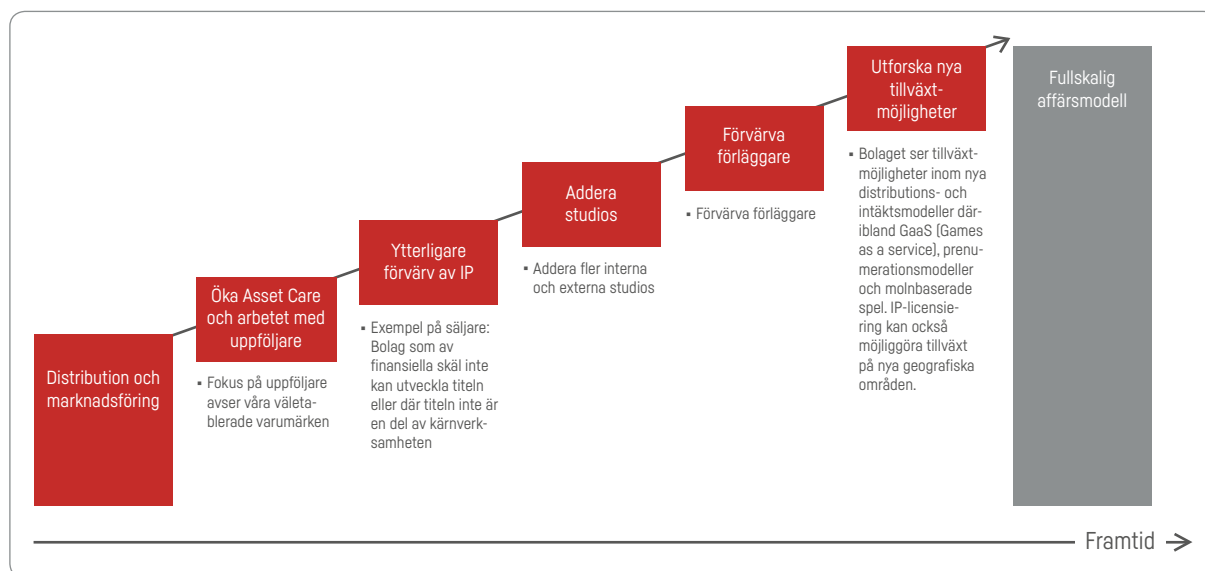 Distribution och
marknadsföring
Öka Asset Care
och arbetet med
uppföljare
▪ Fokus på uppföljare
avser våra väletab-
lerade varumärken
Ytterligare
förvärv av IP
▪ Exempel på säljare:
Bolag som av
finansiella skäl inte
kan utveckla titeln
eller där titeln inte är
en del av kärnverk-
samheten
Addera
studios
▪ Addera fler interna
och externa studios
Förvärva
förläggare
▪ Förvärva förläggare
Utforska nya
tillväxt-
möjligheter
▪ Bolaget ser tillväxt-
möjligheter inom nya
distributions- och
intäktsmodeller där-
ibland GaaS (Games
as a service), prenu-
merationsmodeller
och molnbaserade
spel. IP-licensie-
ring kan också
möjliggöra tillväxt
på nya geografiska
områden.
Fullskalig
affärsmodell
Framtid